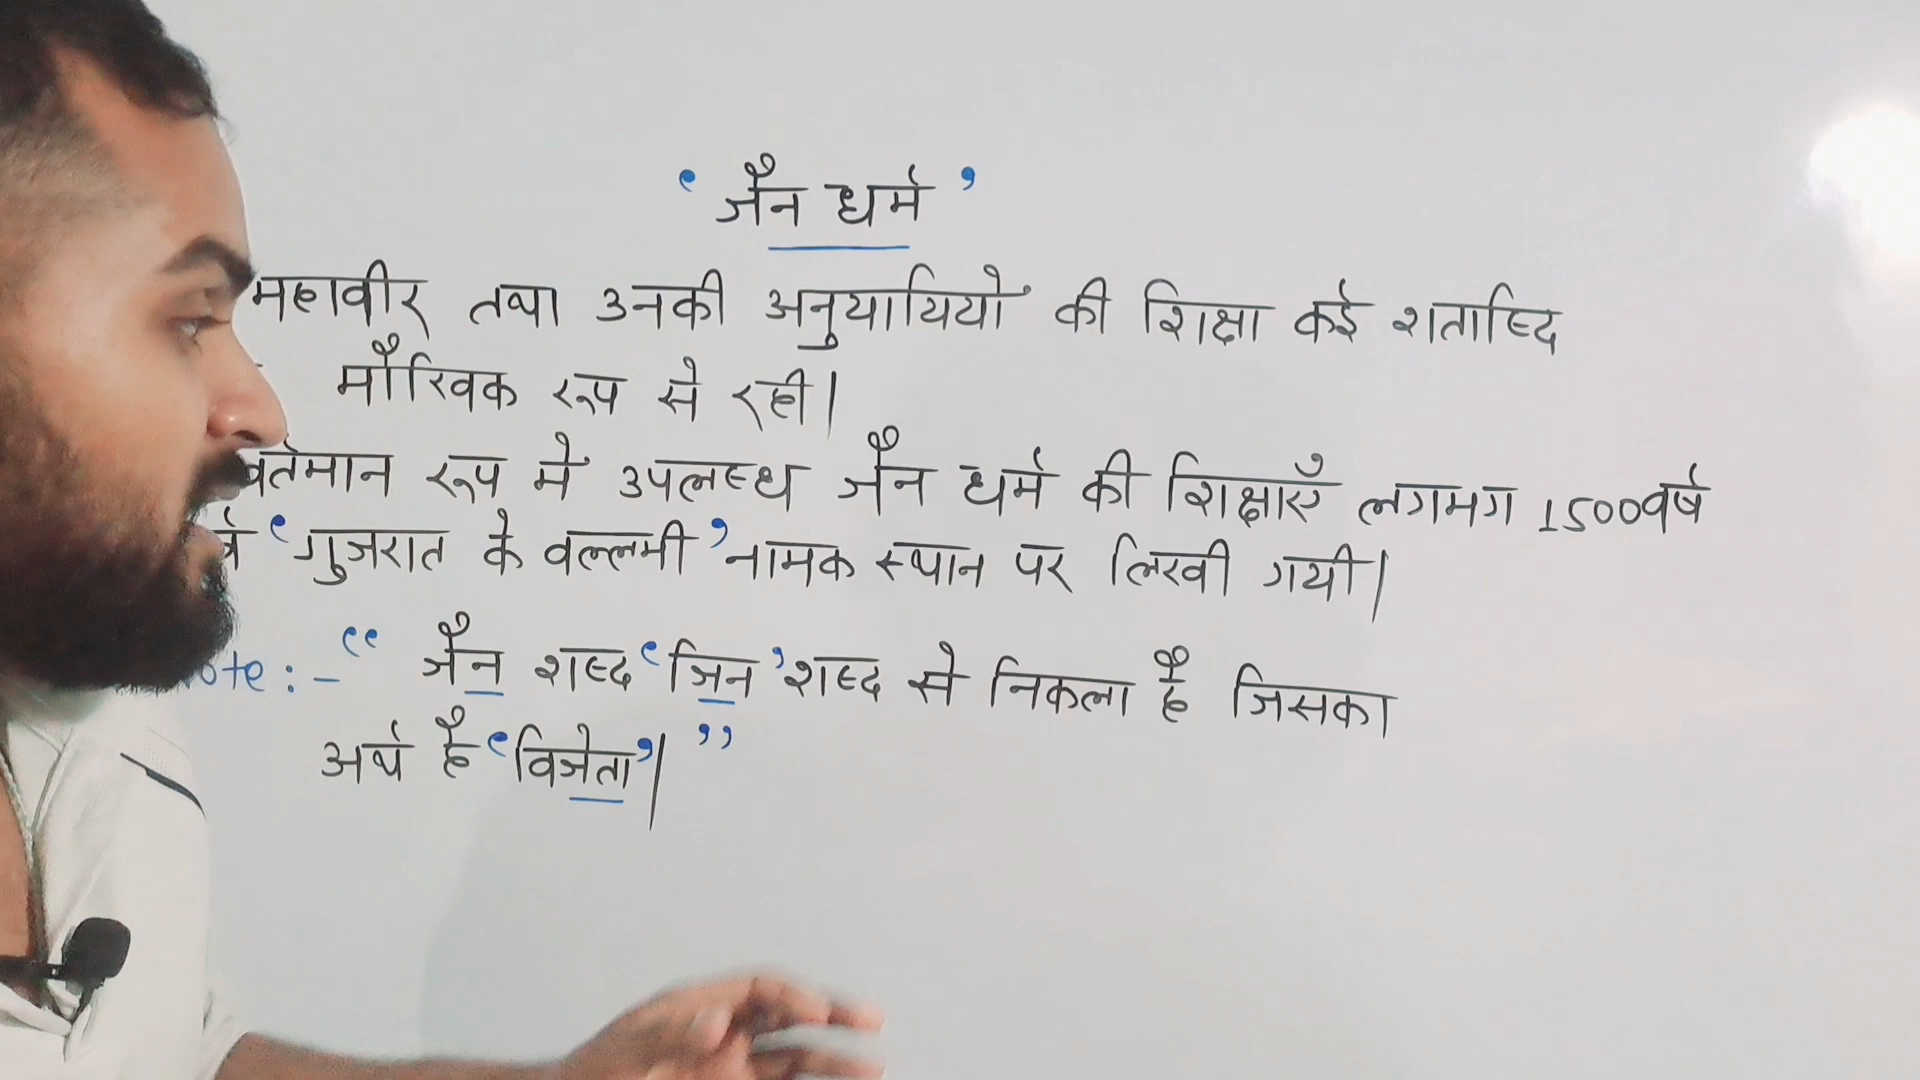 ‘जैन धर्म’
महावीर तथा उनकी अनुयायियों की शिक्षा कई शताब्दि
मौखिक रूप से रही।
वर्तमान रूप में उपलब्ध जैन धर्म की शिक्षाएँ लगभग 1500 वर्ष
‘गुजरात के वल्लभी’ नामक स्थान पर लिखी गयी।
ote:- “जैन शब्द ‘जिन’ शब्द से निकला है जिसका
अर्थ है ‘विजेता’। ”